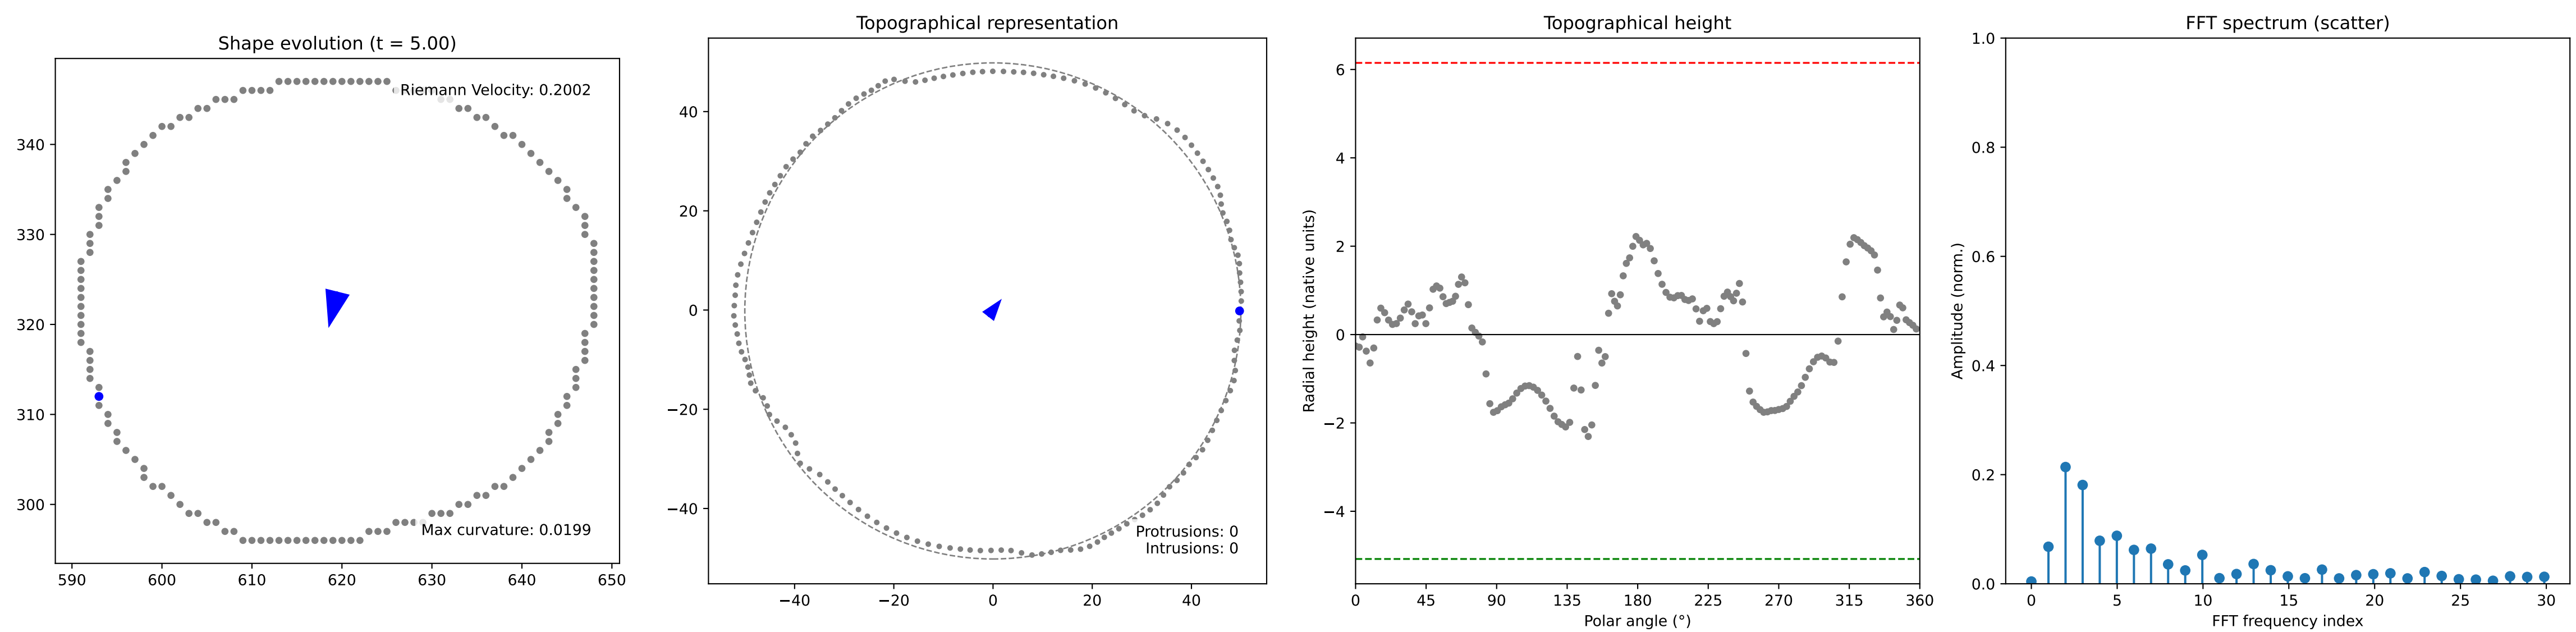 Shape evolution (t = 5.00)
Riemann Velocity: 0.2002
Max curvature: 0.0199
340
330
320
310
300
590 600 610 620 630 640 650
Topographical representation
40
20
0
−20
−40
Protrusions: 0
Intrusions: 0
−40 −20 0 20 40
Topographical height
Radial height (native units)
6
4
2
0
−2
−4
0 45 90 135 180 225 270 315 360
Polar angle (°)
FFT spectrum (scatter)
Amplitude (norm.)
1.0
0.8
0.6
0.4
0.2
0.0
0 5 10 15 20 25 30
FFT frequency index